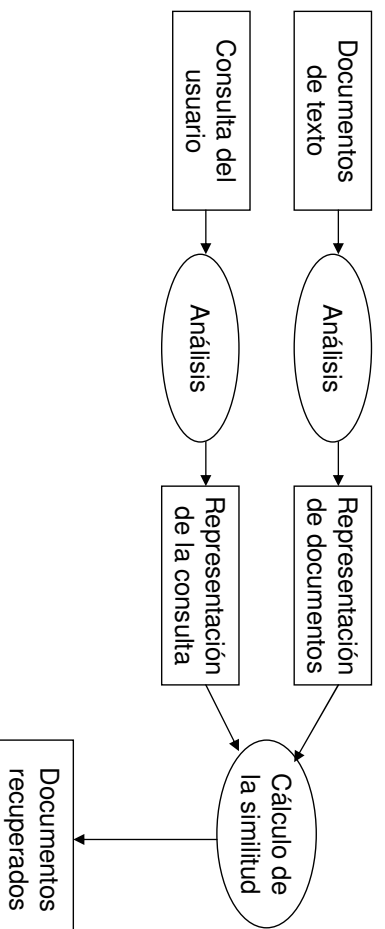 Documentos
de texto
Análisis
Representación
de documentos
Consulta del
usuario
Análisis
Representación
de la consulta
Cálculo de
la similitud
Documentos
recuperados